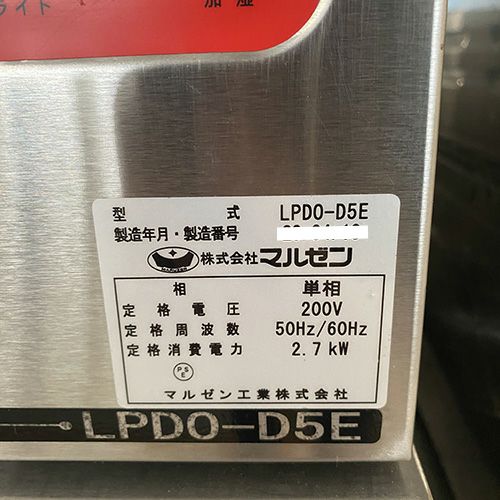 ライト 加湿
型式 LPDO-D5E
製造年月・製造番号
株式会社マルゼン
相 単相
定格電圧 200V
定格周波数 50Hz/60Hz
定格消費電力 2.7kW
PSE
マルゼン工業株式会社
LPDO-D5E